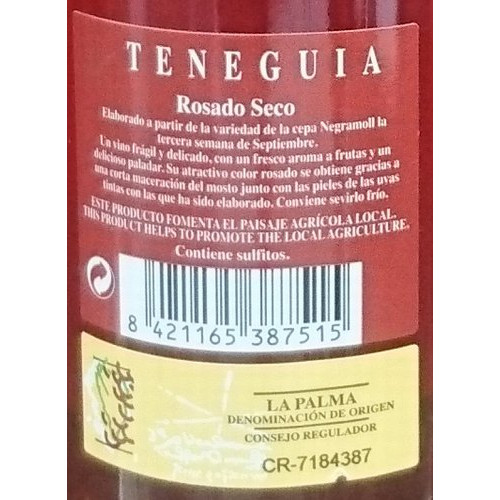 TENEGUIA
Rosado Seco
Elaborado a partir de la variedad de la cepa Negramoll la
tercera semana de Septiembre.
Un vino frágil y delicado, con un fresco aroma a frutas y un
delicioso paladar. Su atractivo color rosado se obtiene gracias a
una corta maceración del mosto junto con las pieles de las uvas
tintas con las que ha sido elaborado. Conviene sevirlo frío.
ESTE PRODUCTO FOMENTA EL PAISAJE AGRÍCOLA LOCAL.
THIS PRODUCT HELPS TO PROMOTE THE LOCAL AGRICULTURE.
Contiene sulfitos.
8 421165 387515
LA PALMA
DENOMINACIÓN DE ORIGEN
CONSEJO REGULADOR
CR-7184387